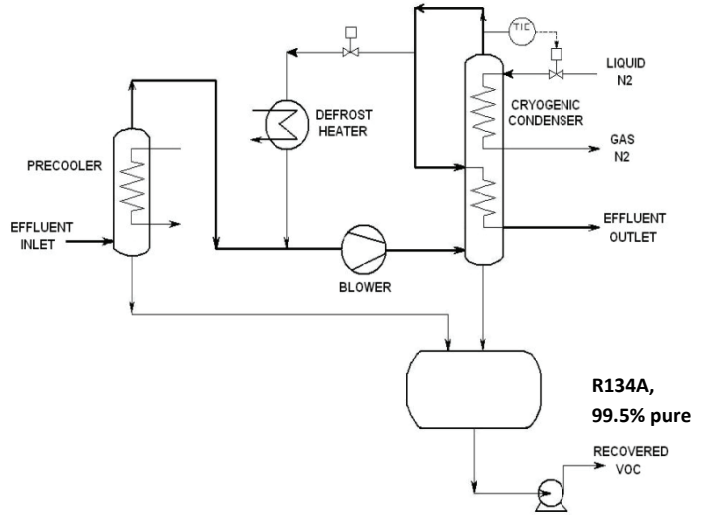 TIC
LIQUID
N2
CRYOGENIC
CONDENSER
DEFROST
HEATER
GAS
N2
PRECOOLER
EFFLUENT
INLET
EFFLUENT
OUTLET
BLOWER
R134A,
99.5% pure
RECOVERED
VOC